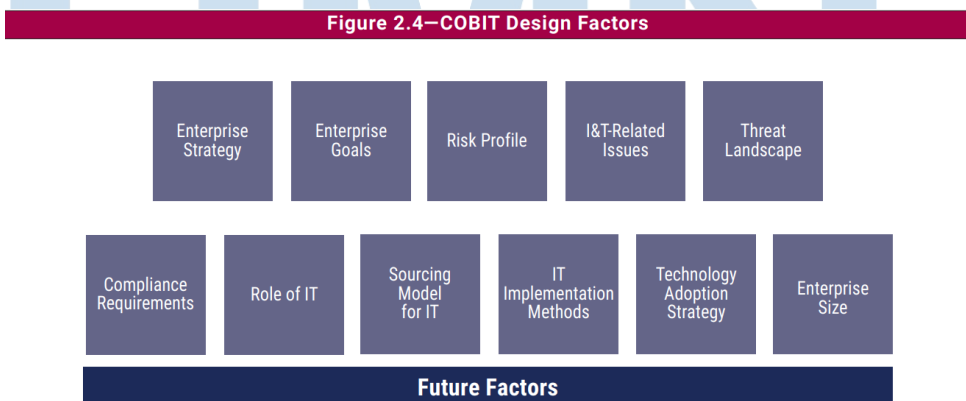 Figure 2.4—COBIT Design Factors
Enterprise
Strategy
Enterprise
Goals
Risk Profile
I&T-Related
Issues
Threat
Landscape
Compliance
Requirements
Role of IT
Sourcing
Model
for IT
IT
Implementation
Methods
Technology
Adoption
Strategy
Enterprise
Size
Future Factors